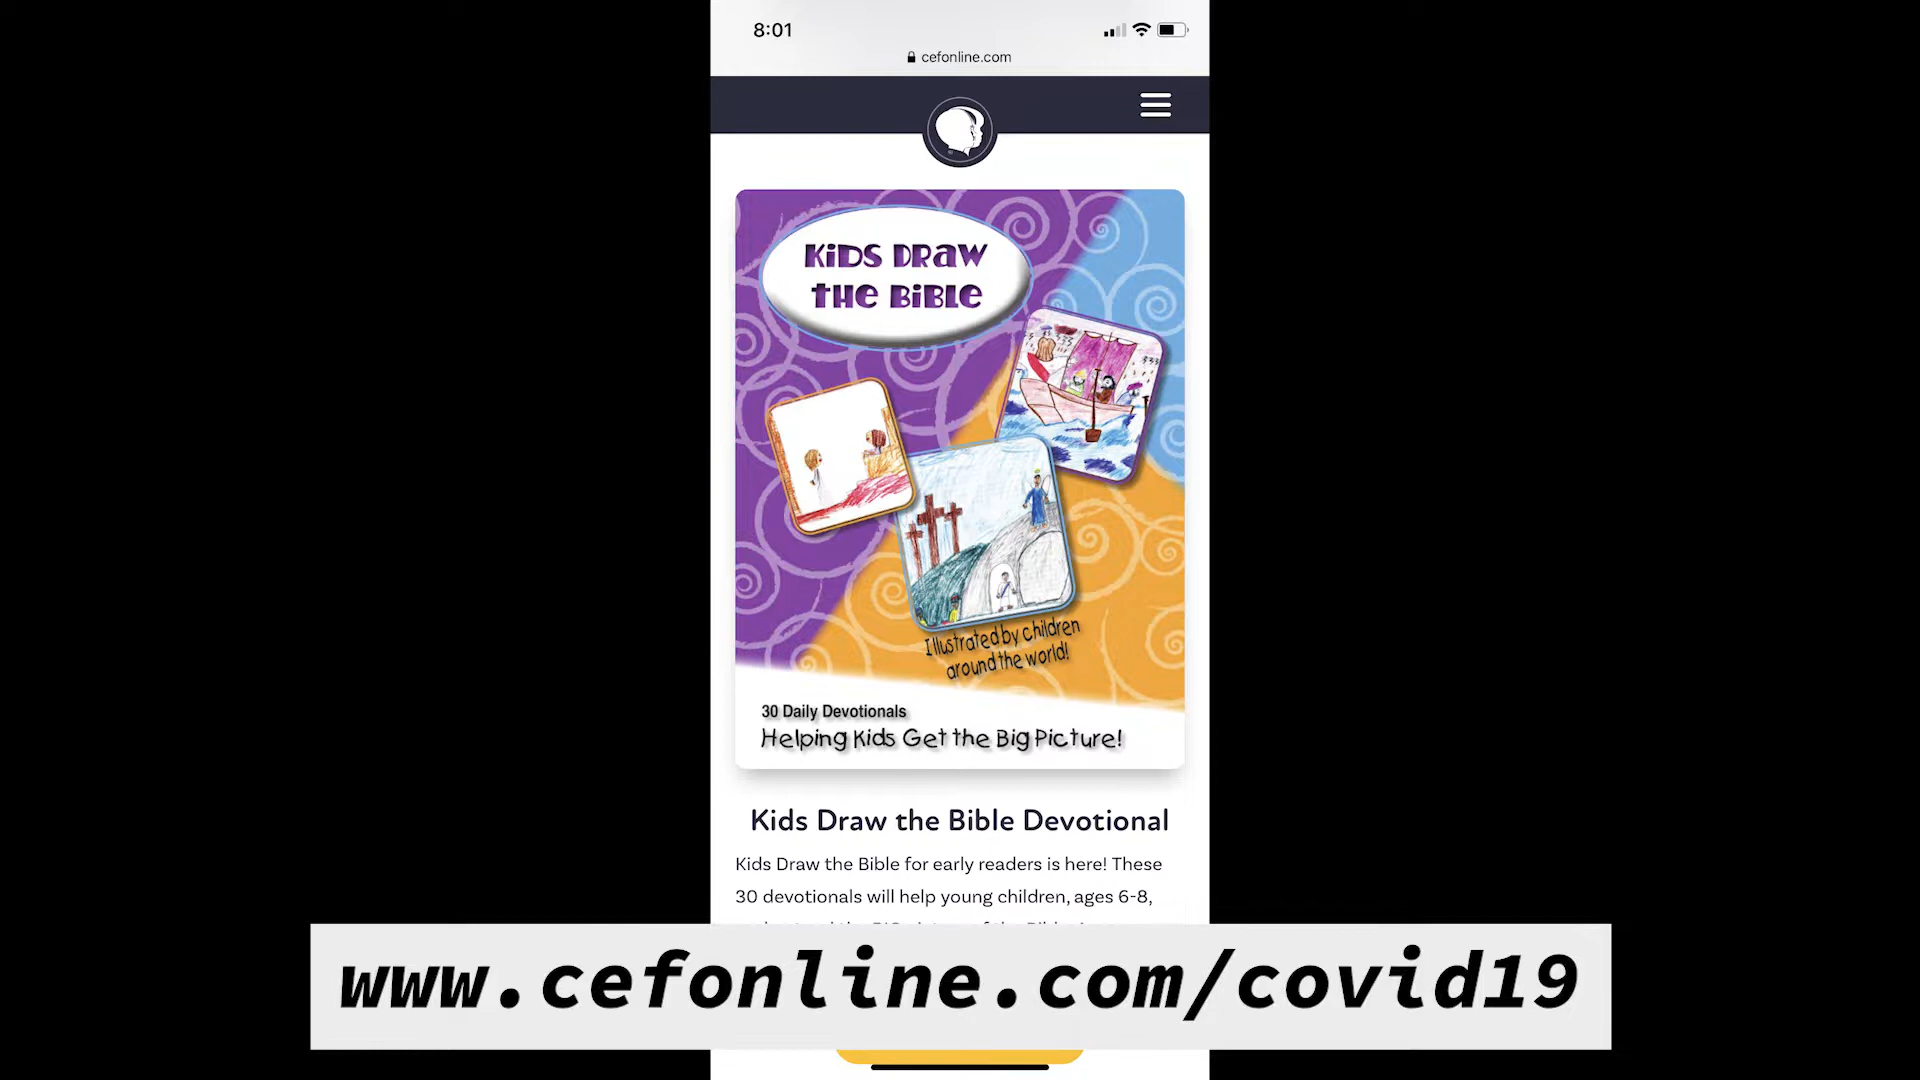 8:01
cefonline.com
KiDS DRaW
tHE BiBLE
Illustrated by children
around the world!
30 Daily Devotionals
Helping Kids Get the Big Picture!
Kids Draw the Bible Devotional
Kids Draw the Bible for early readers is here! These
30 devotionals will help young children, ages 6-8,
www.cefonline.com/covid19